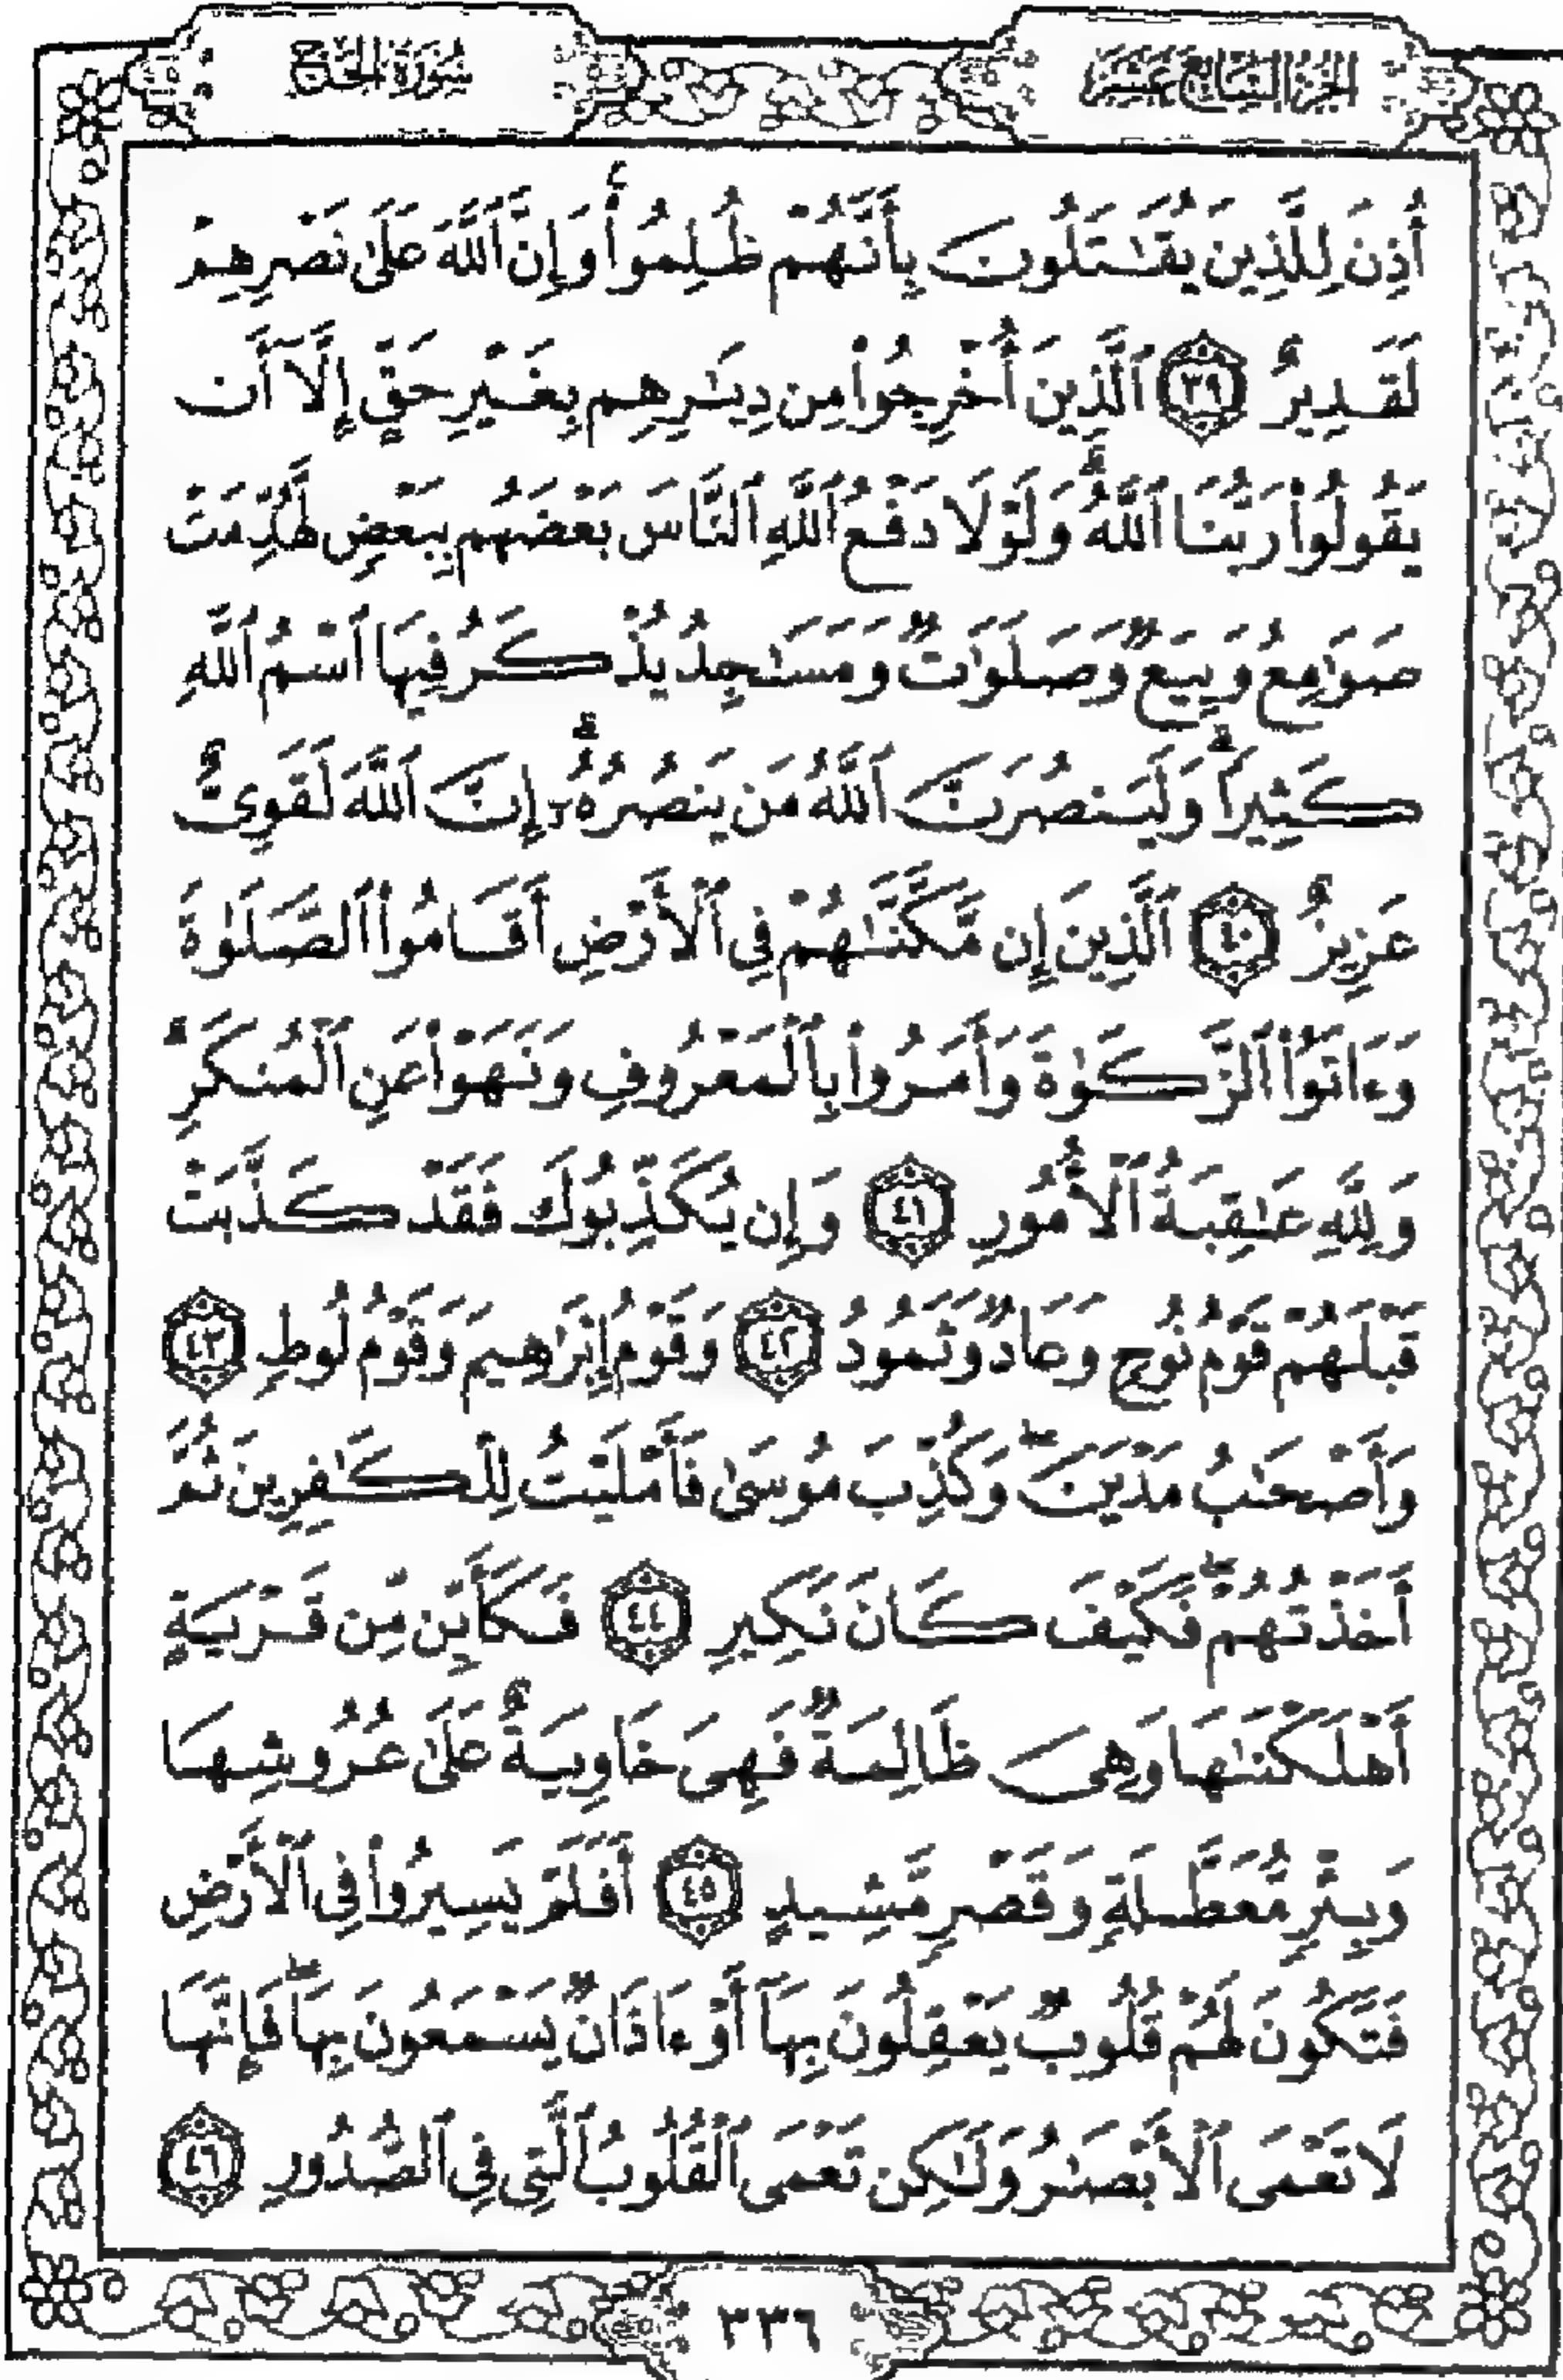 الجزء السابع عشر
سورة الحج
أُذِنَ لِلَّذِينَ يُقَٰتَلُونَ بِأَنَّهُمْ ظُلِمُوا۟ ۚ وَإِنَّ ٱللَّهَ عَلَىٰ نَصْرِهِمْ
لَقَدِيرٌ ٣٩ ٱلَّذِينَ أُخْرِجُوا۟ مِن دِيَٰرِهِم بِغَيْرِ حَقٍّ إِلَّآ أَن
يَقُولُوا۟ رَبُّنَا ٱللَّهُ ۗ وَلَوْلَا دَفْعُ ٱللَّهِ ٱلنَّاسَ بَعْضَهُم بِبَعْضٍ لَّهُدِّمَتْ
صَوَٰمِعُ وَبِيَعٌ وَصَلَوَٰتٌ وَمَسَٰجِدُ يُذْكَرُ فِيهَا ٱسْمُ ٱللَّهِ
كَثِيرًا ۗ وَلَيَنصُرَنَّ ٱللَّهُ مَن يَنصُرُهُۥٓ ۗ إِنَّ ٱللَّهَ لَقَوِىٌّ
عَزِيزٌ ٤٠ ٱلَّذِينَ إِن مَّكَّنَّٰهُمْ فِى ٱلْأَرْضِ أَقَامُوا۟ ٱلصَّلَوٰةَ
وَءَاتَوُا۟ ٱلزَّكَوٰةَ وَأَمَرُوا۟ بِٱلْمَعْرُوفِ وَنَهَوْا۟ عَنِ ٱلْمُنكَرِ ۗ
وَلِلَّهِ عَٰقِبَةُ ٱلْأُمُورِ ٤١ وَإِن يُكَذِّبُوكَ فَقَدْ كَذَّبَتْ
قَبْلَهُمْ قَوْمُ نُوحٍ وَعَادٌ وَثَمُودُ ٤٢ وَقَوْمُ إِبْرَٰهِيمَ وَقَوْمُ لُوطٍ ٤٣
وَأَصْحَٰبُ مَدْيَنَ ۖ وَكُذِّبَ مُوسَىٰ فَأَمْلَيْتُ لِلْكَٰفِرِينَ ثُمَّ
أَخَذْتُهُمْ ۖ فَكَيْفَ كَانَ نَكِيرِ ٤٤ فَكَأَيِّن مِّن قَرْيَةٍ
أَهْلَكْنَٰهَا وَهِىَ ظَالِمَةٌ فَهِىَ خَاوِيَةٌ عَلَىٰ عُرُوشِهَا
وَبِئْرٍ مُّعَطَّلَةٍ وَقَصْرٍ مَّشِيدٍ ٤٥ أَفَلَمْ يَسِيرُوا۟ فِى ٱلْأَرْضِ
فَتَكُونَ لَهُمْ قُلُوبٌ يَعْقِلُونَ بِهَآ أَوْ ءَاذَانٌ يَسْمَعُونَ بِهَا ۖ فَإِنَّهَا
لَا تَعْمَى ٱلْأَبْصَٰرُ وَلَٰكِن تَعْمَى ٱلْقُلُوبُ ٱلَّتِى فِى ٱلصُّدُورِ ٤٦
٣٣٦